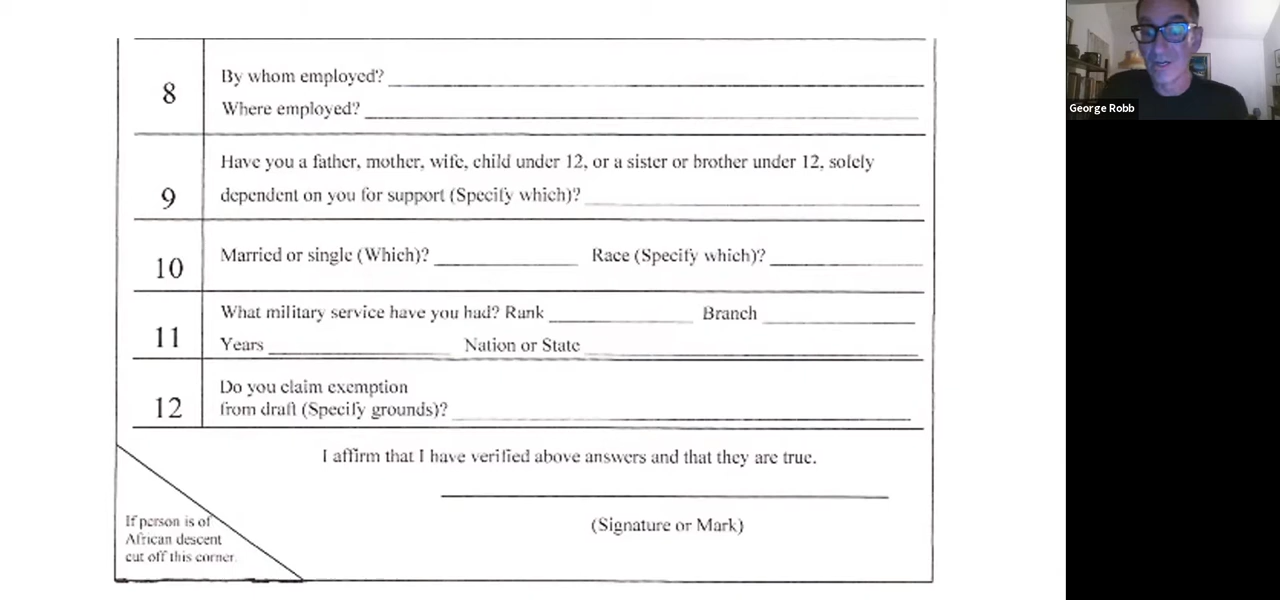 8
By whom employed?
Where employed?
9
Have you a father, mother, wife, child under 12, or a sister or brother under 12, solely
dependent on you for support (Specify which)?
10
Married or single (Which)? Race (Specify which)?
11
What military service have you had? Rank Branch
Years Nation or State
12
Do you claim exemption
from draft (Specify grounds)?
I affirm that I have verified above answers and that they are true.
(Signature or Mark)
If person is of
African descent
cut off this corner.
George Robb